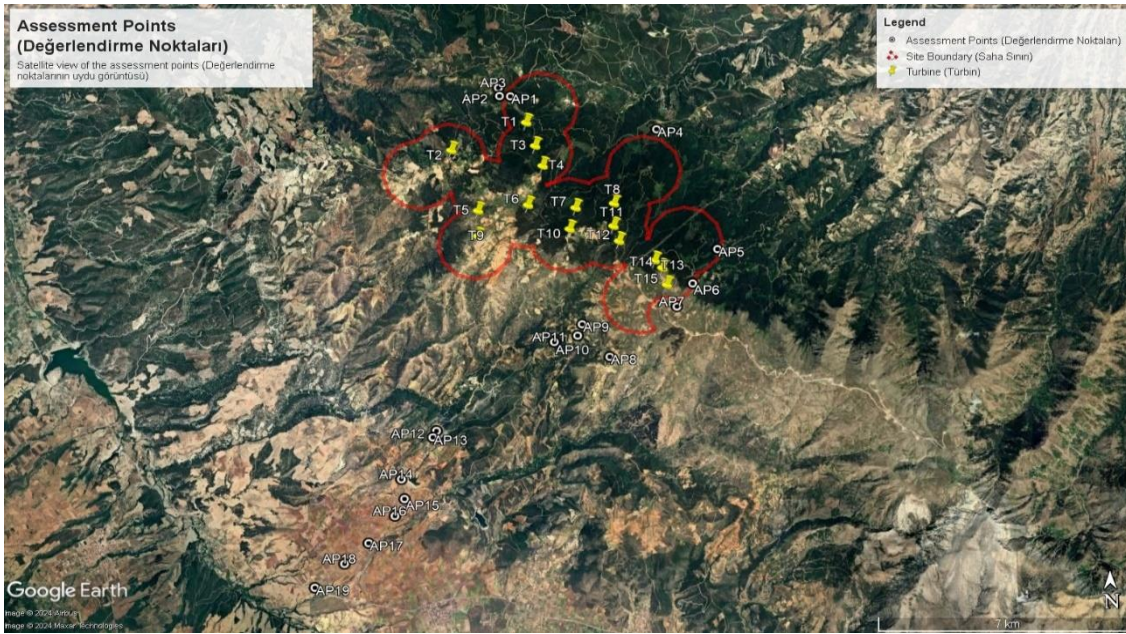 Assessment Points
(Değerlendirme Noktaları)
Satellite view of the assessment points (Değerlendirme
noktalarının uydu görüntüsü)
Legend
Assessment Points (Değerlendirme Noktaları)
Site Boundary (Saha Sınırı)
Turbine (Türbin)
AP3
AP2
AP1
T1
AP4
T3
T2
T4
T8
T6
T7
T5
T11
T10
T12
T9
AP5
T14
T13
T15
AP6
AP7
AP9
AP11
AP10
AP8
AP12
AP13
AP14
AP15
AP16
AP17
AP18
AP19
Google Earth
Image © 2024 Airbus
Image © 2024 Maxar Technologies
7 km
N